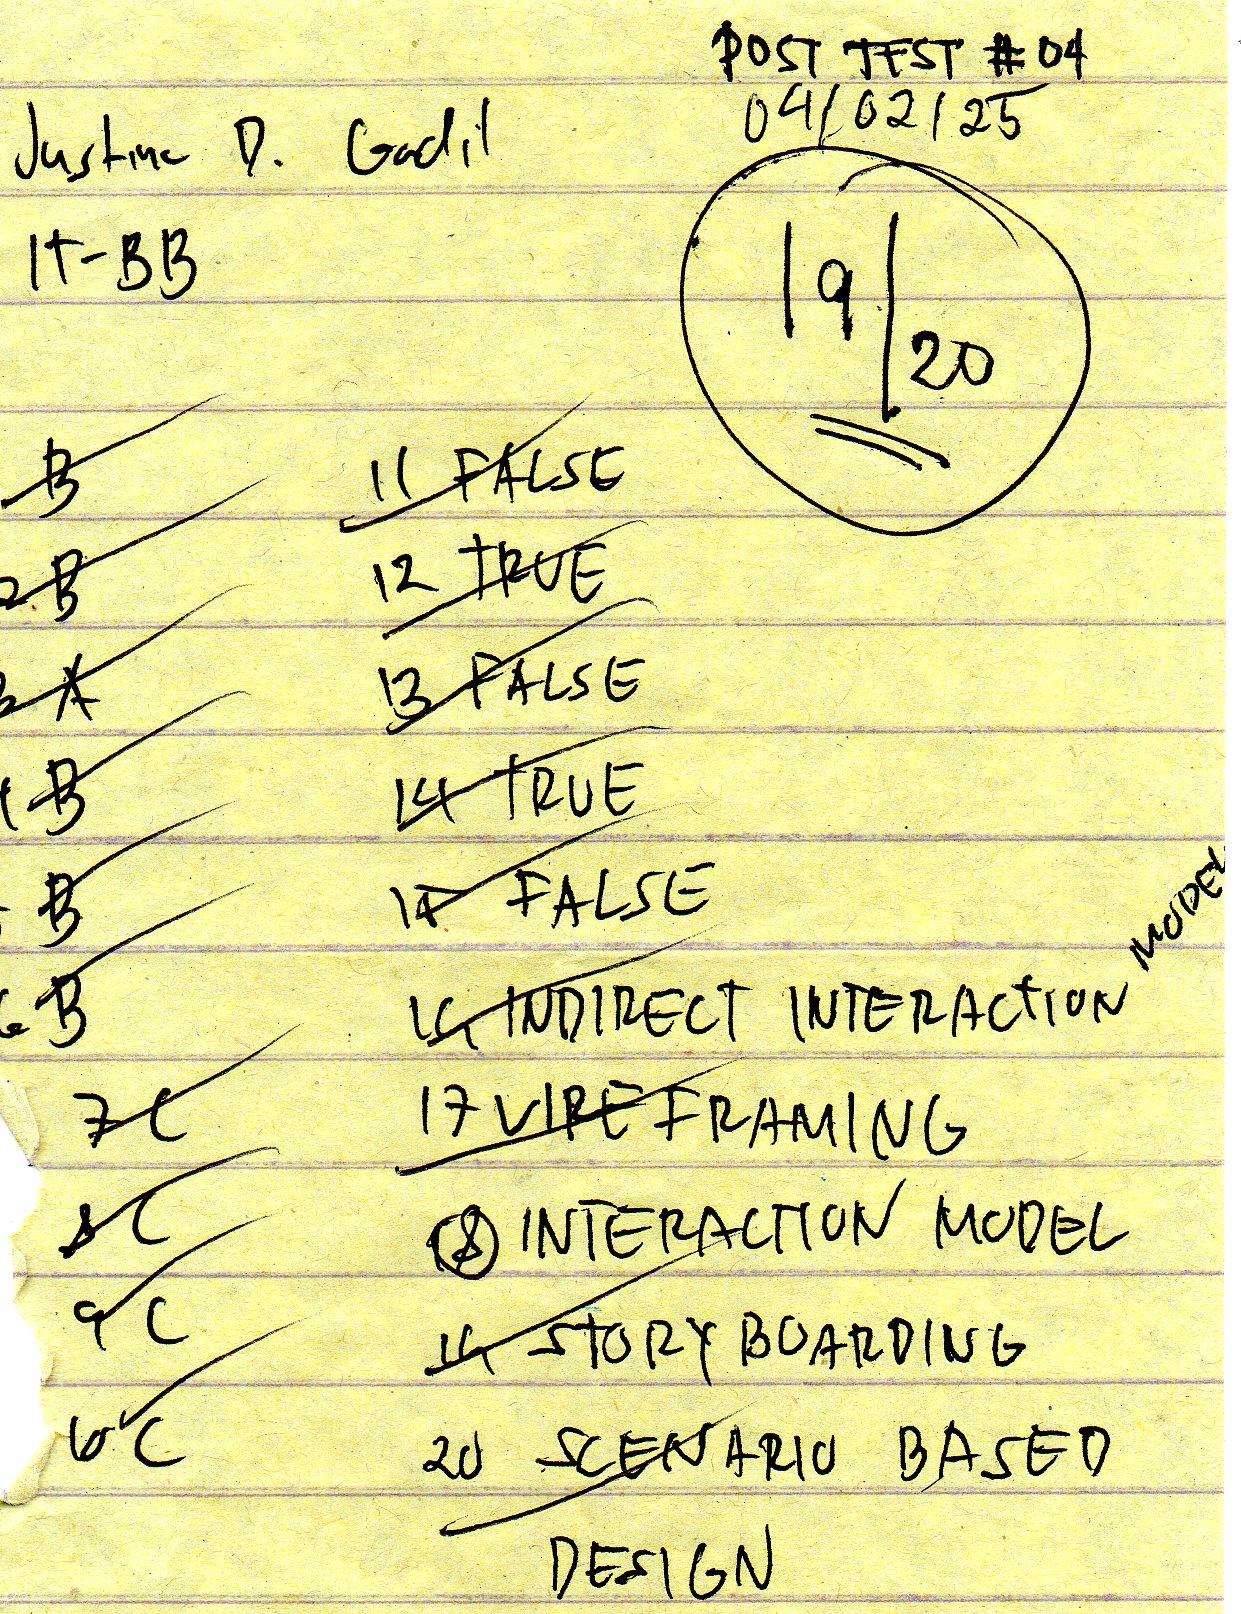 POST TEST #04
04/02/25
Justine D. Gadil
IT-BB
19/20
B
2 B
3 A
4 B
B
6 B
7 C
8 C
9 C
10 C
11 FALSE
12 TRUE
13 FALSE
14 TRUE
15 FALSE
16 INDIRECT INTERACTION MODEL
17 WIREFRAMING
18 INTERACTION MODEL
19 STORYBOARDING
20 SCENARIO BASED
DESIGN